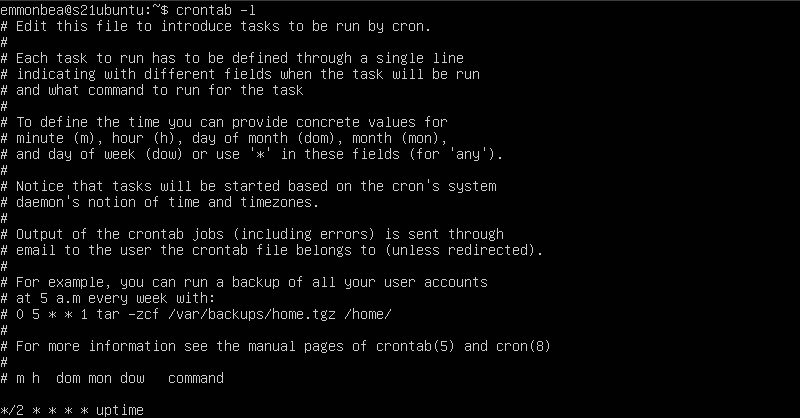 emmonbea@s21ubuntu:~$ crontab -l
# Edit this file to introduce tasks to be run by cron.
#
# Each task to run has to be defined through a single line
# indicating with different fields when the task will be run
# and what command to run for the task
#
# To define the time you can provide concrete values for
# minute (m), hour (h), day of month (dom), month (mon),
# and day of week (dow) or use '*' in these fields (for 'any').
#
# Notice that tasks will be started based on the cron's system
# daemon's notion of time and timezones.
#
# Output of the crontab jobs (including errors) is sent through
# email to the user the crontab file belongs to (unless redirected).
#
# For example, you can run a backup of all your user accounts
# at 5 a.m every week with:
# 0 5 * * 1 tar -zcf /var/backups/home.tgz /home/
#
# For more information see the manual pages of crontab(5) and cron(8)
#
# m h  dom mon dow   command

*/2 * * * * uptime